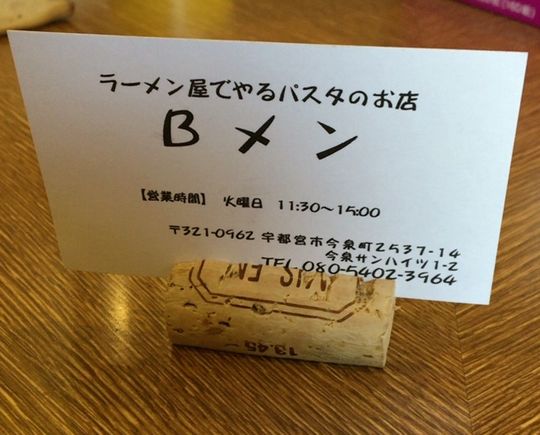 ラーメン屋でやるパスタのお店
Bメン
【営業時間】 火曜日 11:30～15:00
〒321-0962 宇都宮市今泉町2537-14
今泉サンハイツ1-2
TEL 080-5402-3964
13.45